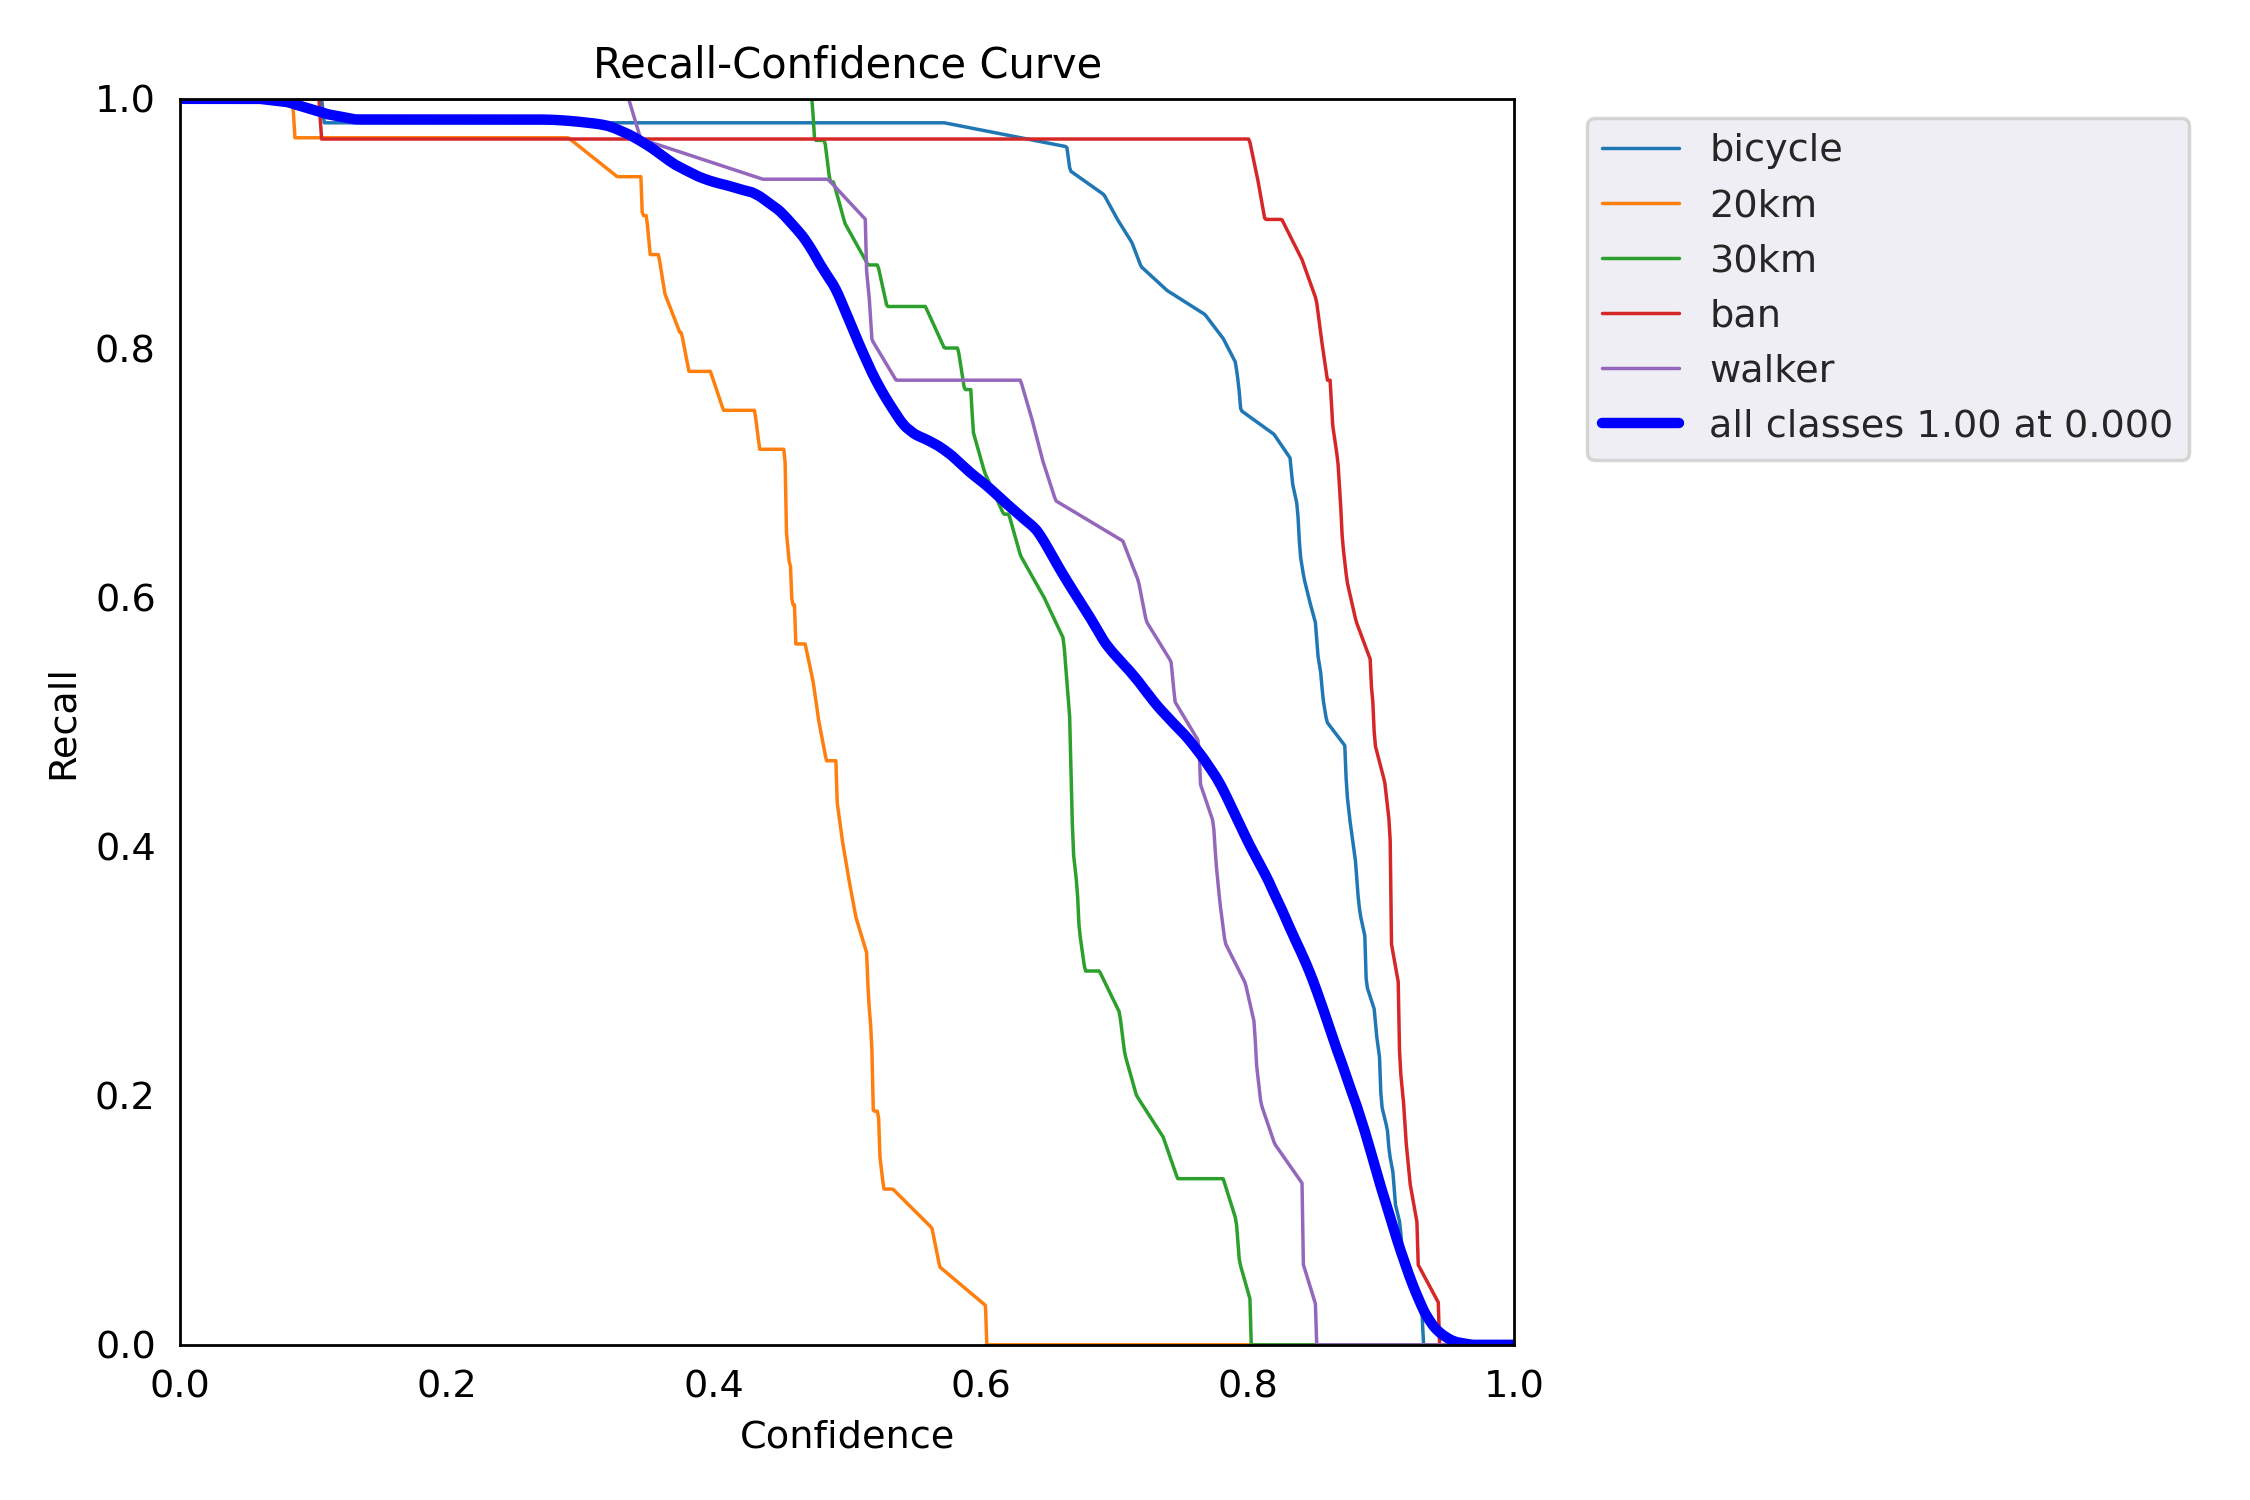 Recall-Confidence Curve
1.0
0.8
0.6
0.4
0.2
0.0
Recall
0.0 0.2 0.4 0.6 0.8 1.0
Confidence
bicycle
20km
30km
ban
walker
all classes 1.00 at 0.000